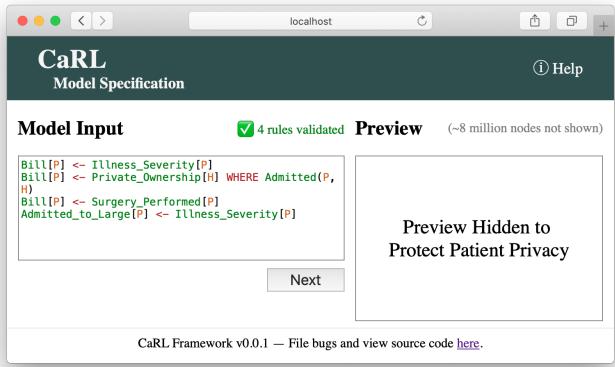 localhost
CaRL
Model Specification
ⓘ Help
Model Input
✅ 4 rules validated
Preview
(~8 million nodes not shown)
Bill[P] <- Illness_Severity[P]
Bill[P] <- Private_Ownership[H] WHERE Admitted(P,
H)
Bill[P] <- Surgery_Performed[P]
Admitted_to_Large[P] <- Illness_Severity[P]
Next
Preview Hidden to
Protect Patient Privacy
CaRL Framework v0.0.1 — File bugs and view source code here.